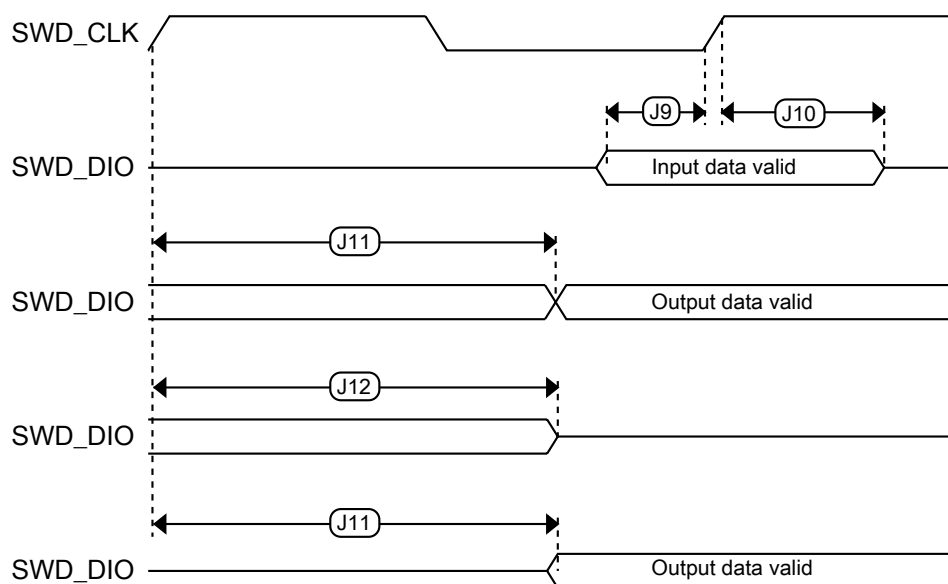 SWD_CLK
J9
J10
SWD_DIO
Input data valid
J11
SWD_DIO
Output data valid
J12
SWD_DIO
J11
SWD_DIO
Output data valid